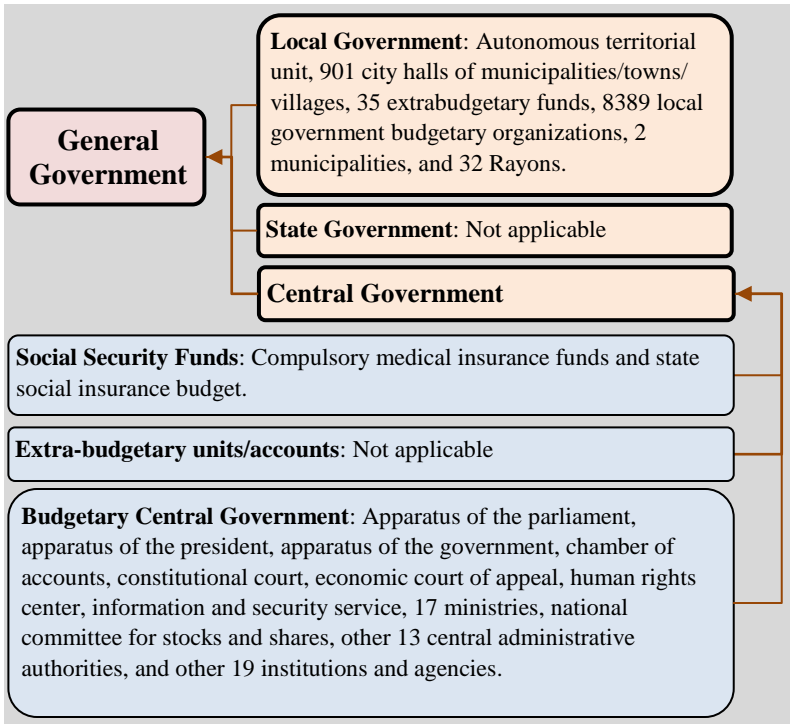 General
Government
Local Government: Autonomous territorial
unit, 901 city halls of municipalities/towns/
villages, 35 extrabudgetary funds, 8389 local
government budgetary organizations, 2
municipalities, and 32 Rayons.
State Government: Not applicable
Central Government
Social Security Funds: Compulsory medical insurance funds and state
social insurance budget.
Extra-budgetary units/accounts: Not applicable
Budgetary Central Government: Apparatus of the parliament,
apparatus of the president, apparatus of the government, chamber of
accounts, constitutional court, economic court of appeal, human rights
center, information and security service, 17 ministries, national
committee for stocks and shares, other 13 central administrative
authorities, and other 19 institutions and agencies.